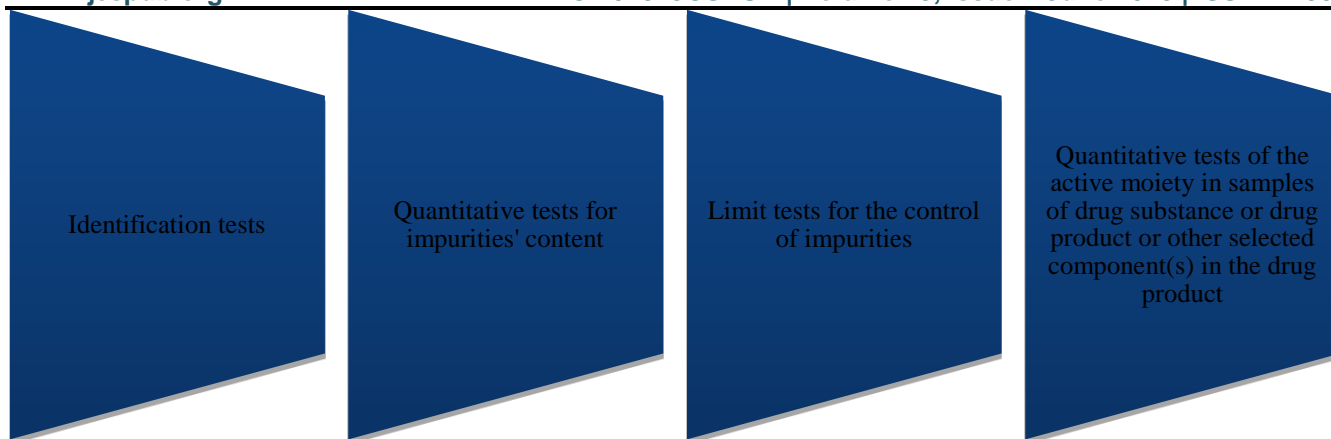 Identification tests
Quantitative tests for
impurities' content
Limit tests for the control
of impurities
Quantitative tests of the
active moiety in samples
of drug substance or drug
product or other selected
component(s) in the drug
product